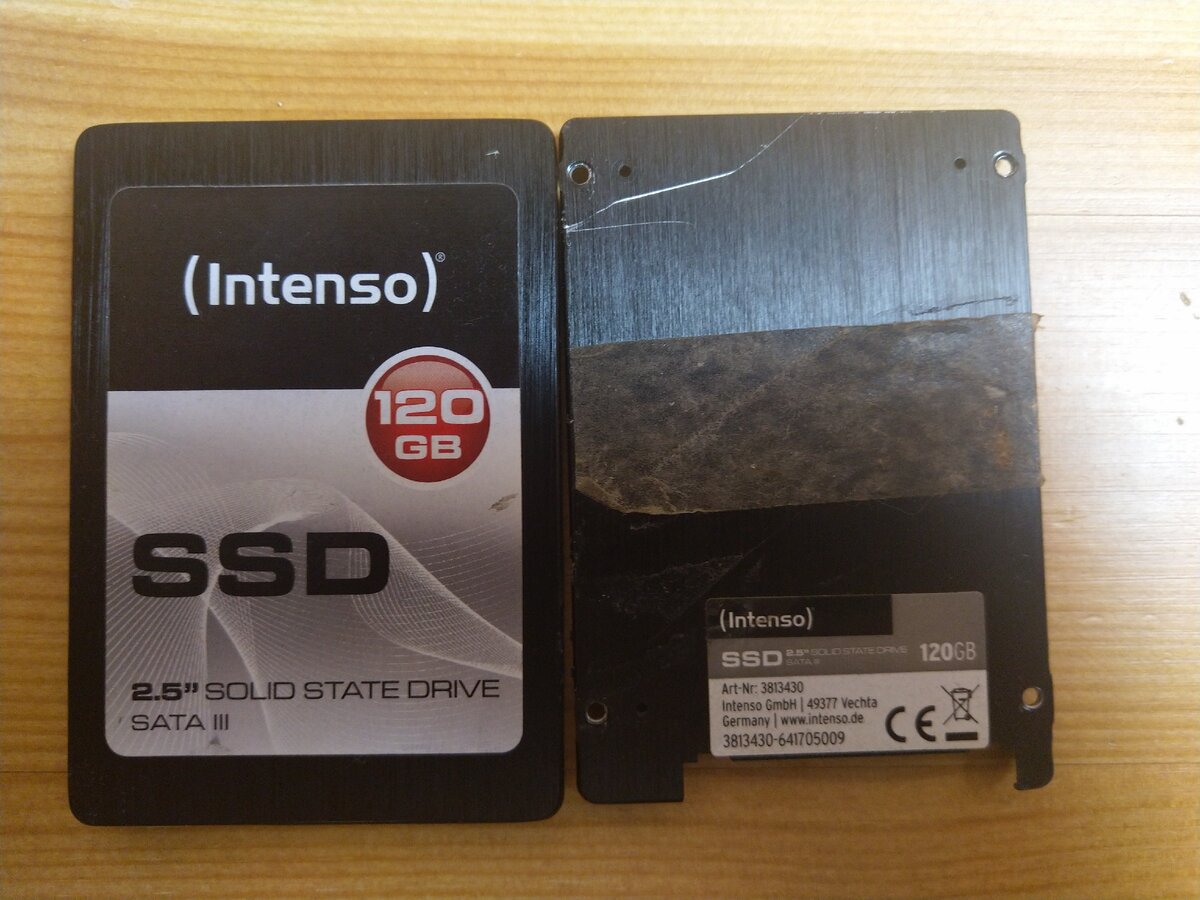 (Intenso)®
120
GB
SSD
2.5” SOLID STATE DRIVE
SATA III
(Intenso)
SSD 2.5” SOLID STATE DRIVE
SATA III
120GB
Art-Nr: 3813430
Intenso GmbH | 49377 Vechta
Germany | www.intenso.de
3813430-641705009
CE